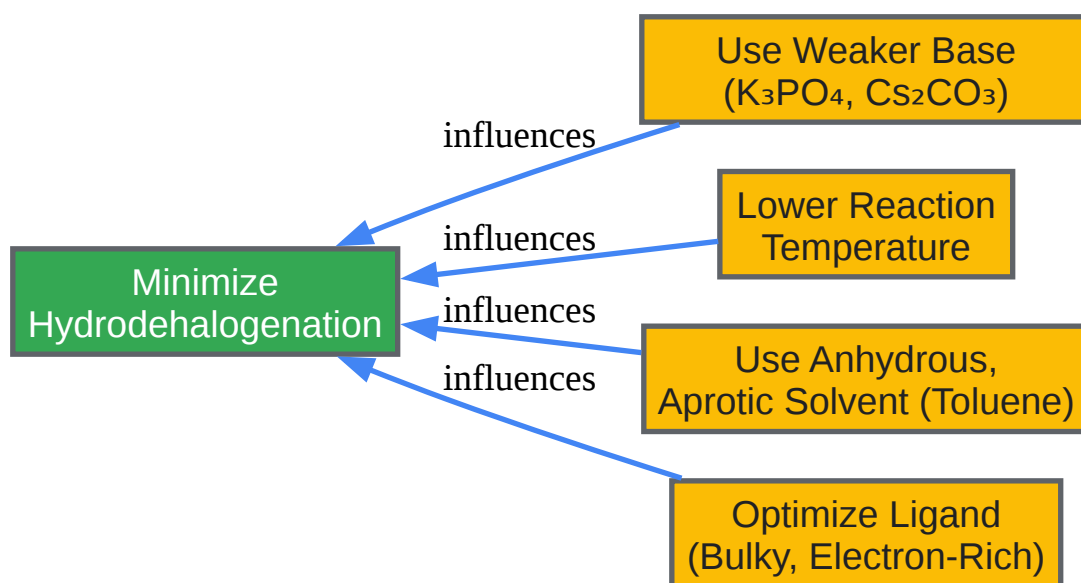 Use Weaker Base
(K₃PO₄, Cs₂CO₃)
influences
Lower Reaction
Temperature
influences
Minimize
Hydrodehalogenation
influences
Use Anhydrous,
Aprotic Solvent (Toluene)
influences
Optimize Ligand
(Bulky, Electron-Rich)